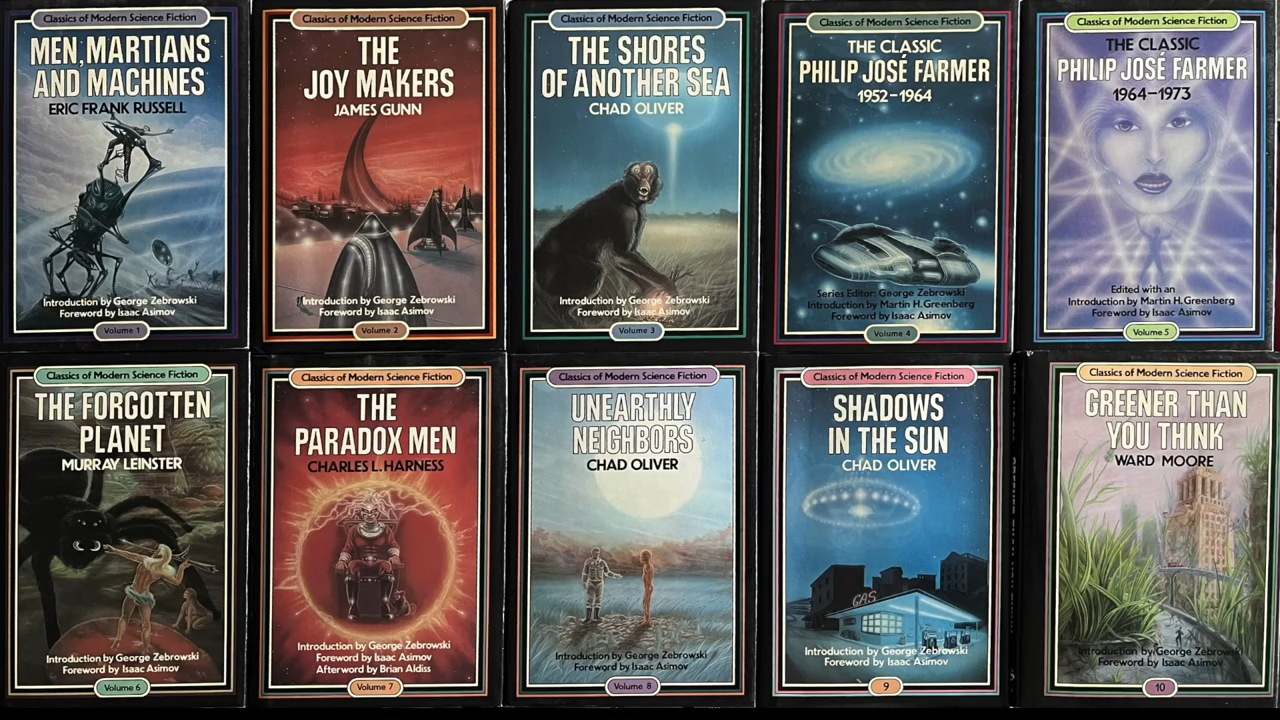 Classics of Modern Science Fiction
MEN, MARTIANS
AND MACHINES
ERIC FRANK RUSSELL
Introduction by George Zebrowski
Foreword by Isaac Asimov
Volume 1
Classics of Modern Science Fiction
THE
JOY MAKERS
JAMES GUNN
Introduction by George Zebrowski
Foreword by Isaac Asimov
Volume 2
Classics of Modern Science Fiction
THE SHORES
OF ANOTHER SEA
CHAD OLIVER
Introduction by George Zebrowski
Foreword by Isaac Asimov
Volume 3
Classics of Modern Science Fiction
THE CLASSIC
PHILIP JOSÉ FARMER
1952–1964
Series Editor: George Zebrowski
Introduction by Martin H. Greenberg
Foreword by Isaac Asimov
Volume 4
Classics of Modern Science Fiction
THE CLASSIC
PHILIP JOSÉ FARMER
1964–1973
Edited with an
Introduction by Martin H. Greenberg
Foreword by Isaac Asimov
Volume 5
Classics of Modern Science Fiction
THE FORGOTTEN
PLANET
MURRAY LEINSTER
Introduction by George Zebrowski
Foreword by Isaac Asimov
Volume 6
Classics of Modern Science Fiction
THE
PARADOX MEN
CHARLES L. HARNESS
Introduction by George Zebrowski
Foreword by Isaac Asimov
Afterword by Brian Aldiss
Volume 7
Classics of Modern Science Fiction
UNEARTHLY
NEIGHBORS
CHAD OLIVER
Introduction by George Zebrowski
Foreword by Isaac Asimov
Volume 8
Classics of Modern Science Fiction
SHADOWS
IN THE SUN
CHAD OLIVER
GAS
Introduction by George Zebrowski
Foreword by Isaac Asimov
9
Classics of Modern Science Fiction
GREENER THAN
YOU THINK
WARD MOORE
Introduction by George Zebrowski
Foreword by Isaac Asimov
10